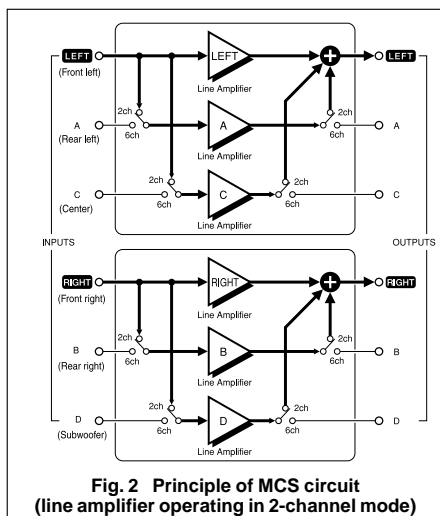 LEFT
LEFT
LEFT
(Front left)
Line Amplifier
2ch
2ch
A
A
A
(Rear left)
6ch
6ch
Line Amplifier
2ch
2ch
C
C
C
(Center)
6ch
6ch
Line Amplifier
INPUTS
OUTPUTS
RIGHT
RIGHT
RIGHT
(Front right)
Line Amplifier
2ch
2ch
B
B
B
(Rear right)
6ch
6ch
Line Amplifier
2ch
2ch
D
D
D
(Subwoofer)
6ch
6ch
Line Amplifier
Fig. 2 Principle of MCS circuit
(line amplifier operating in 2-channel mode)